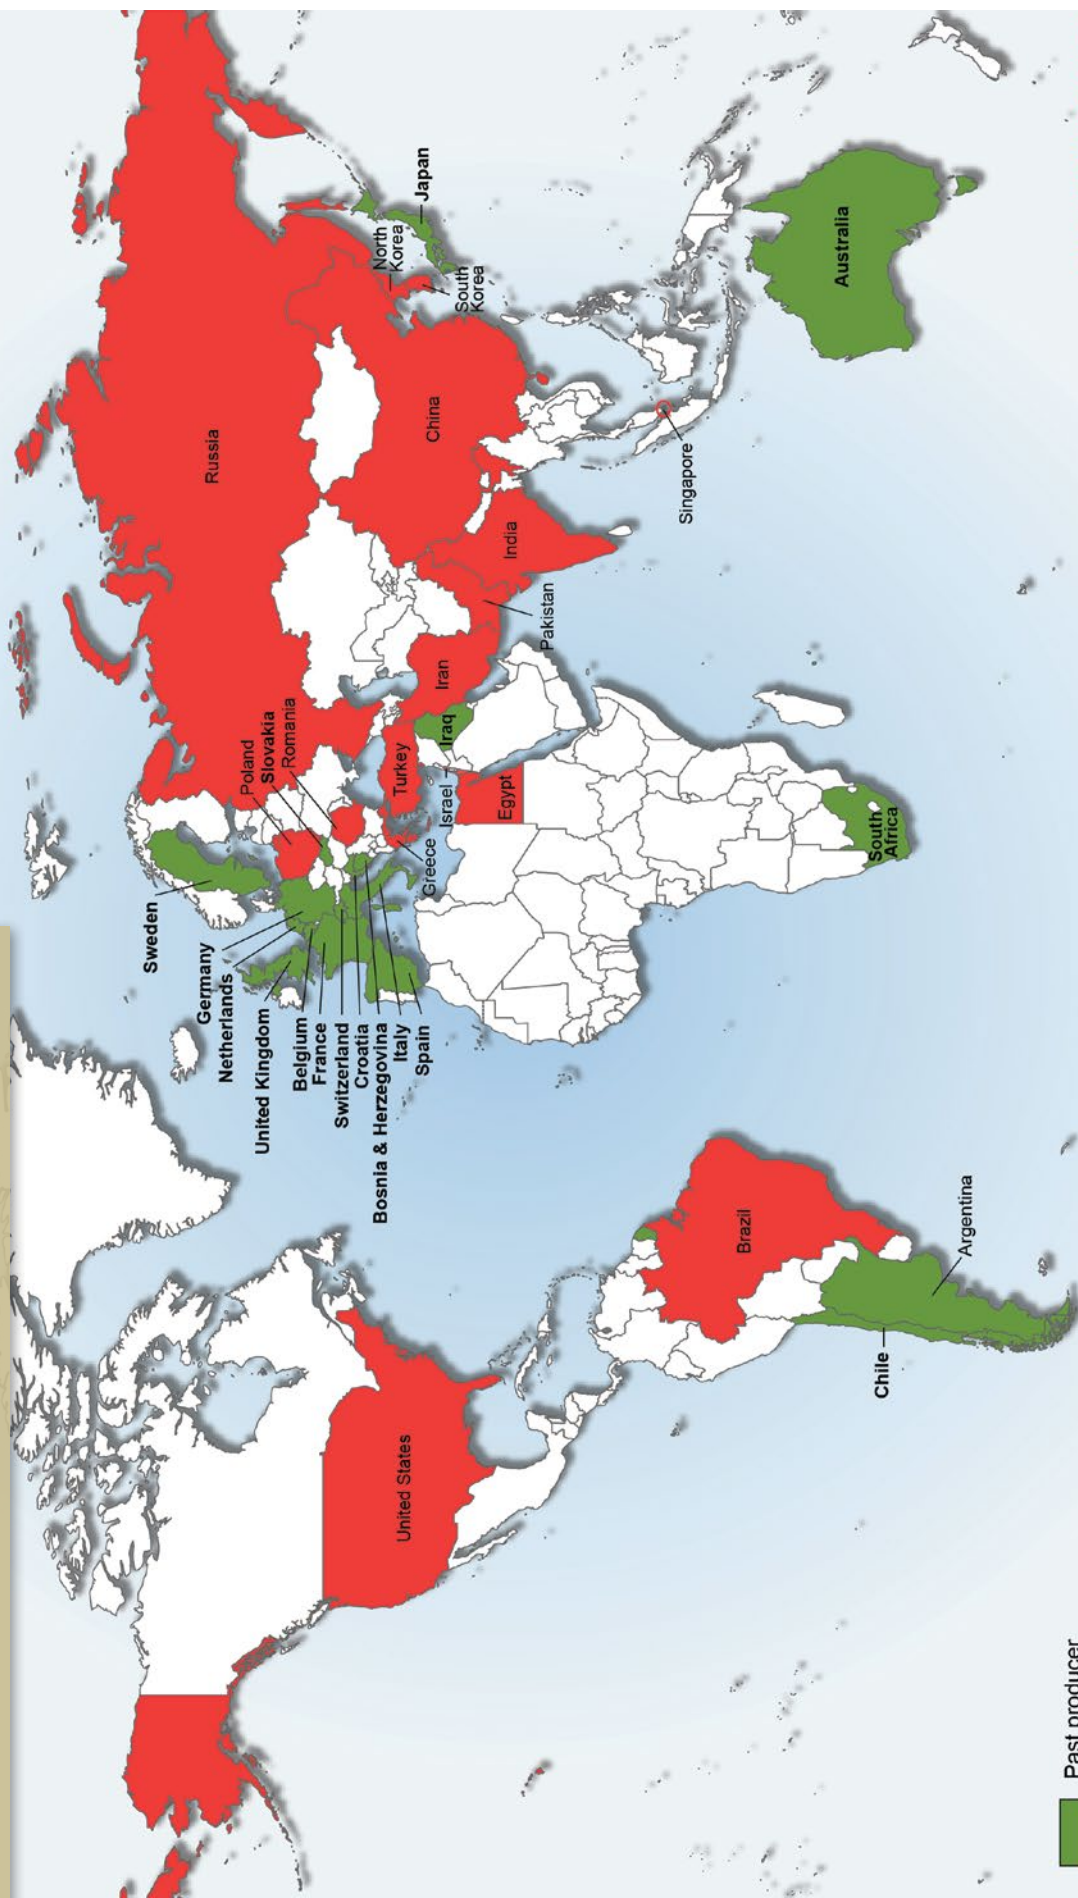 Sweden
Germany
Netherlands
United Kingdom
Belgium
France
Switzerland
Croatia
Bosnia & Herzegovina
Italy
Spain
Poland
Slovakia
Romania
Russia
Turkey
Greece
Israel
Iraq
Iran
Egypt
Pakistan
India
China
North
Korea
South
Korea
Japan
Singapore
Australia
South
Africa
United States
Brazil
Argentina
Chile
Past producer